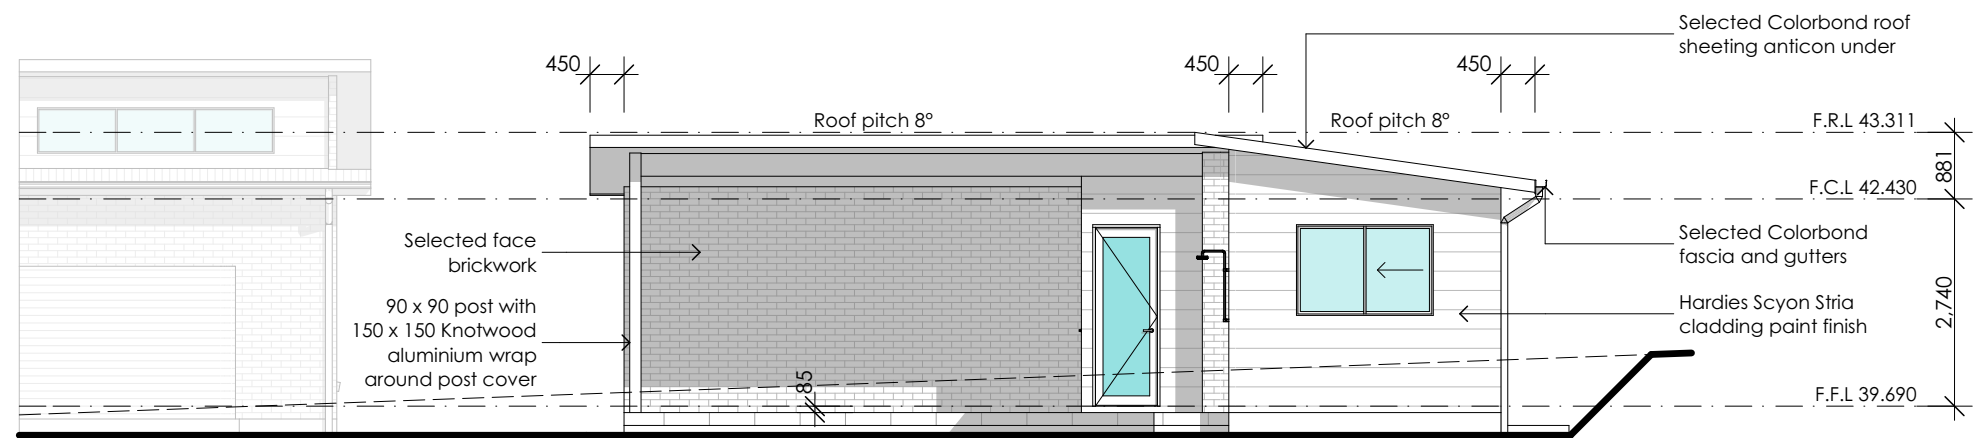 Selected Colorbond roof
sheeting anticon under
450
450
450
Roof pitch 8°
Roof pitch 8°
F.R.L 43.311
881
F.C.L 42.430
Selected face
brickwork
Selected Colorbond
fascia and gutters
90 x 90 post with
150 x 150 Knotwood
aluminium wrap
around post cover
Hardies Scyon Stria
cladding paint finish
2,740
85
F.F.L 39.690